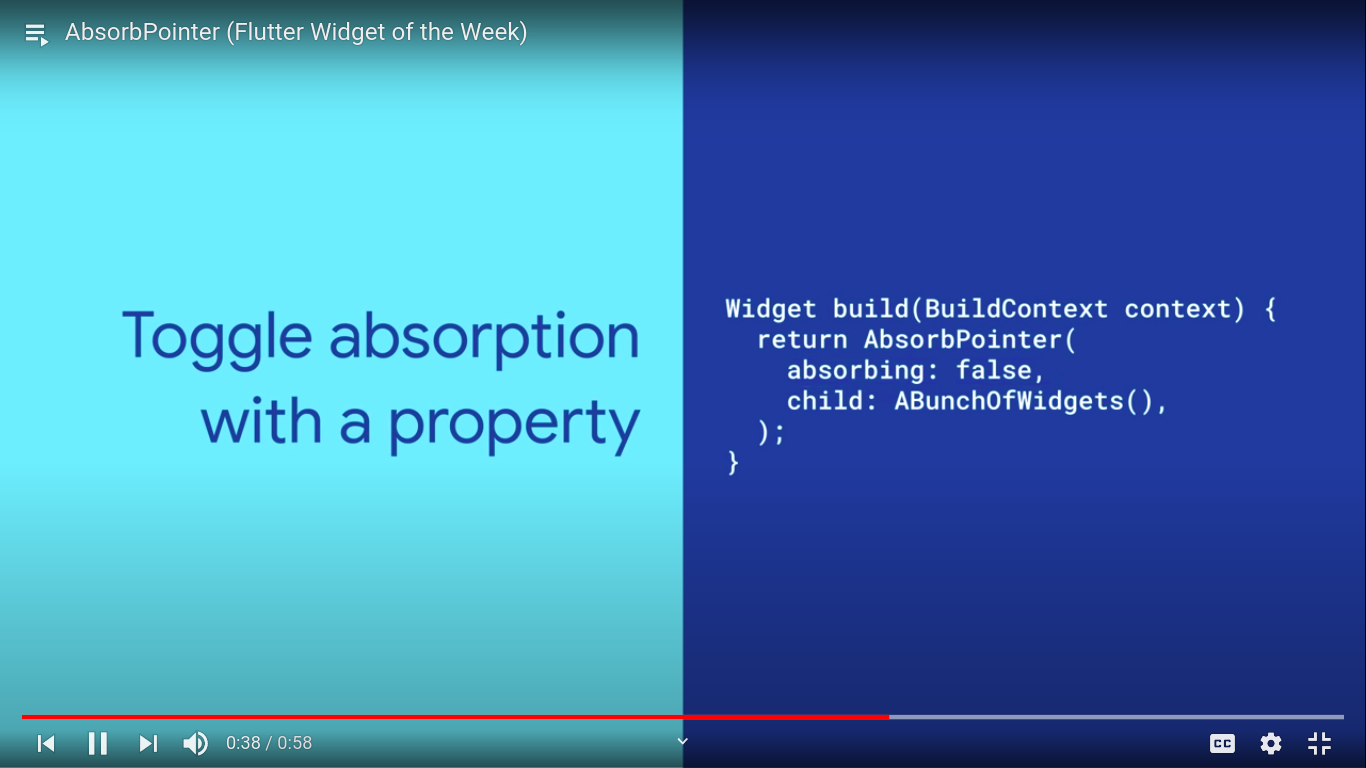 AbsorbPointer (Flutter Widget of the Week)
Toggle absorption
with a property
Widget build(BuildContext context) {
  return AbsorbPointer(
    absorbing: false,
    child: ABunchOfWidgets(),
  );
}
0:38 / 0:58
CC